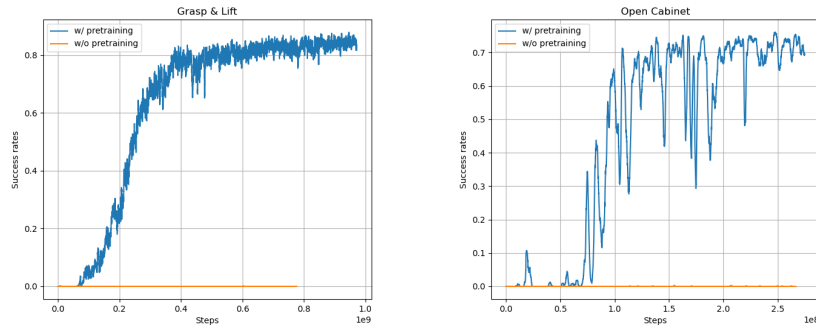 Grasp & Lift
w/ pretraining
w/o pretraining
Success rates
0.8
0.6
0.4
0.2
0.0
0.0 0.2 0.4 0.6 0.8 1.0
Steps
1e9
Open Cabinet
w/ pretraining
w/o pretraining
Success rates
0.7
0.6
0.5
0.4
0.3
0.2
0.1
0.0
0.0 0.5 1.0 1.5 2.0 2.5
Steps
1e8